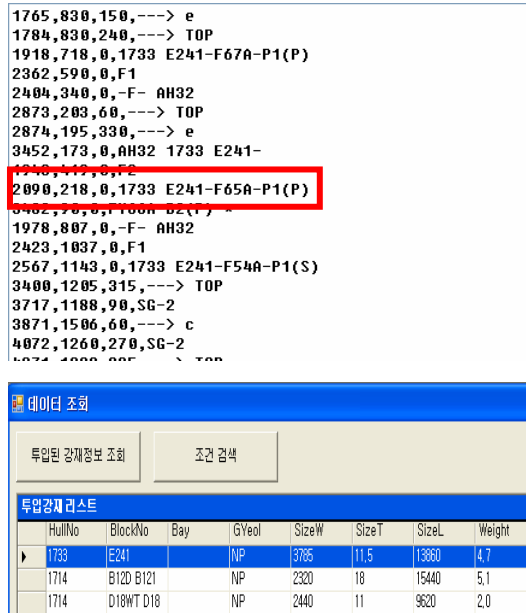 1765,830,150,---> e
1784,830,240,---> TOP
1918,718,0,1733 E241-F67A-P1(P)
2362,590,0,F1
2404,340,0,-F- AH32
2873,203,60,---> TOP
2874,195,330,---> e
3452,173,0,AH32 1733 E241-
2090,218,0,1733 E241-F65A-P1(P)
1978,807,0,-F- AH32
2423,1037,0,F1
2567,1143,0,1733 E241-F54A-P1(S)
3400,1205,315,---> TOP
3717,1188,90,SG-2
3871,1506,60,---> c
4072,1260,270,SG-2
데이터 조회
투입된 강재정보 조회 조건 검색
투입강재 리스트
HullNo BlockNo Bay GYeol SizeW SizeT SizeL Weight
1733 E241 NP 3785 11,5 13860 4,7
1714 B12D B121 NP 2320 18 15440 5,1
1714 D18WT D18 NP 2440 11 9620 2,0